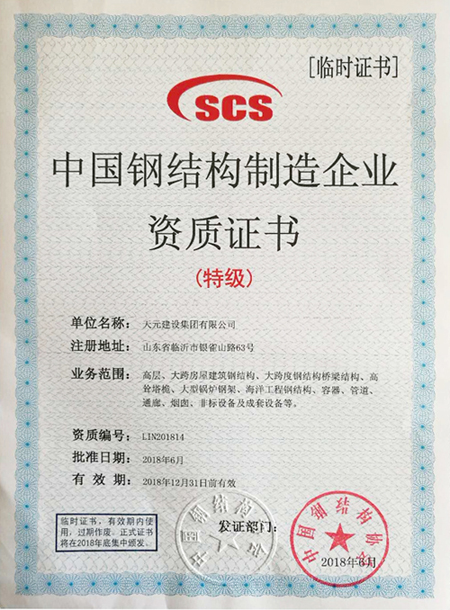 [临时证书]
SCS
中国钢结构制造企业
资质证书
(特级)
单位名称: 天元建设集团有限公司
注册地址: 山东省临沂市银雀山路63号
业务范围: 高层、大跨房屋建筑钢结构、大跨度钢结构桥梁结构、高
耸塔桅、大型锅炉钢架、海洋工程钢结构、容器、管道、
通廊、烟囱、非标设备及成套设备等。
资质编号: LIN201814
批准日期: 2018年6月
有 效 期: 2018年12月31日前有效
临时证书，有效期内使
用，过期作废。正式证书
将在2018年底集中颁发。
发证部门:
中国钢结构协会
中国钢结构协会
2018年6月